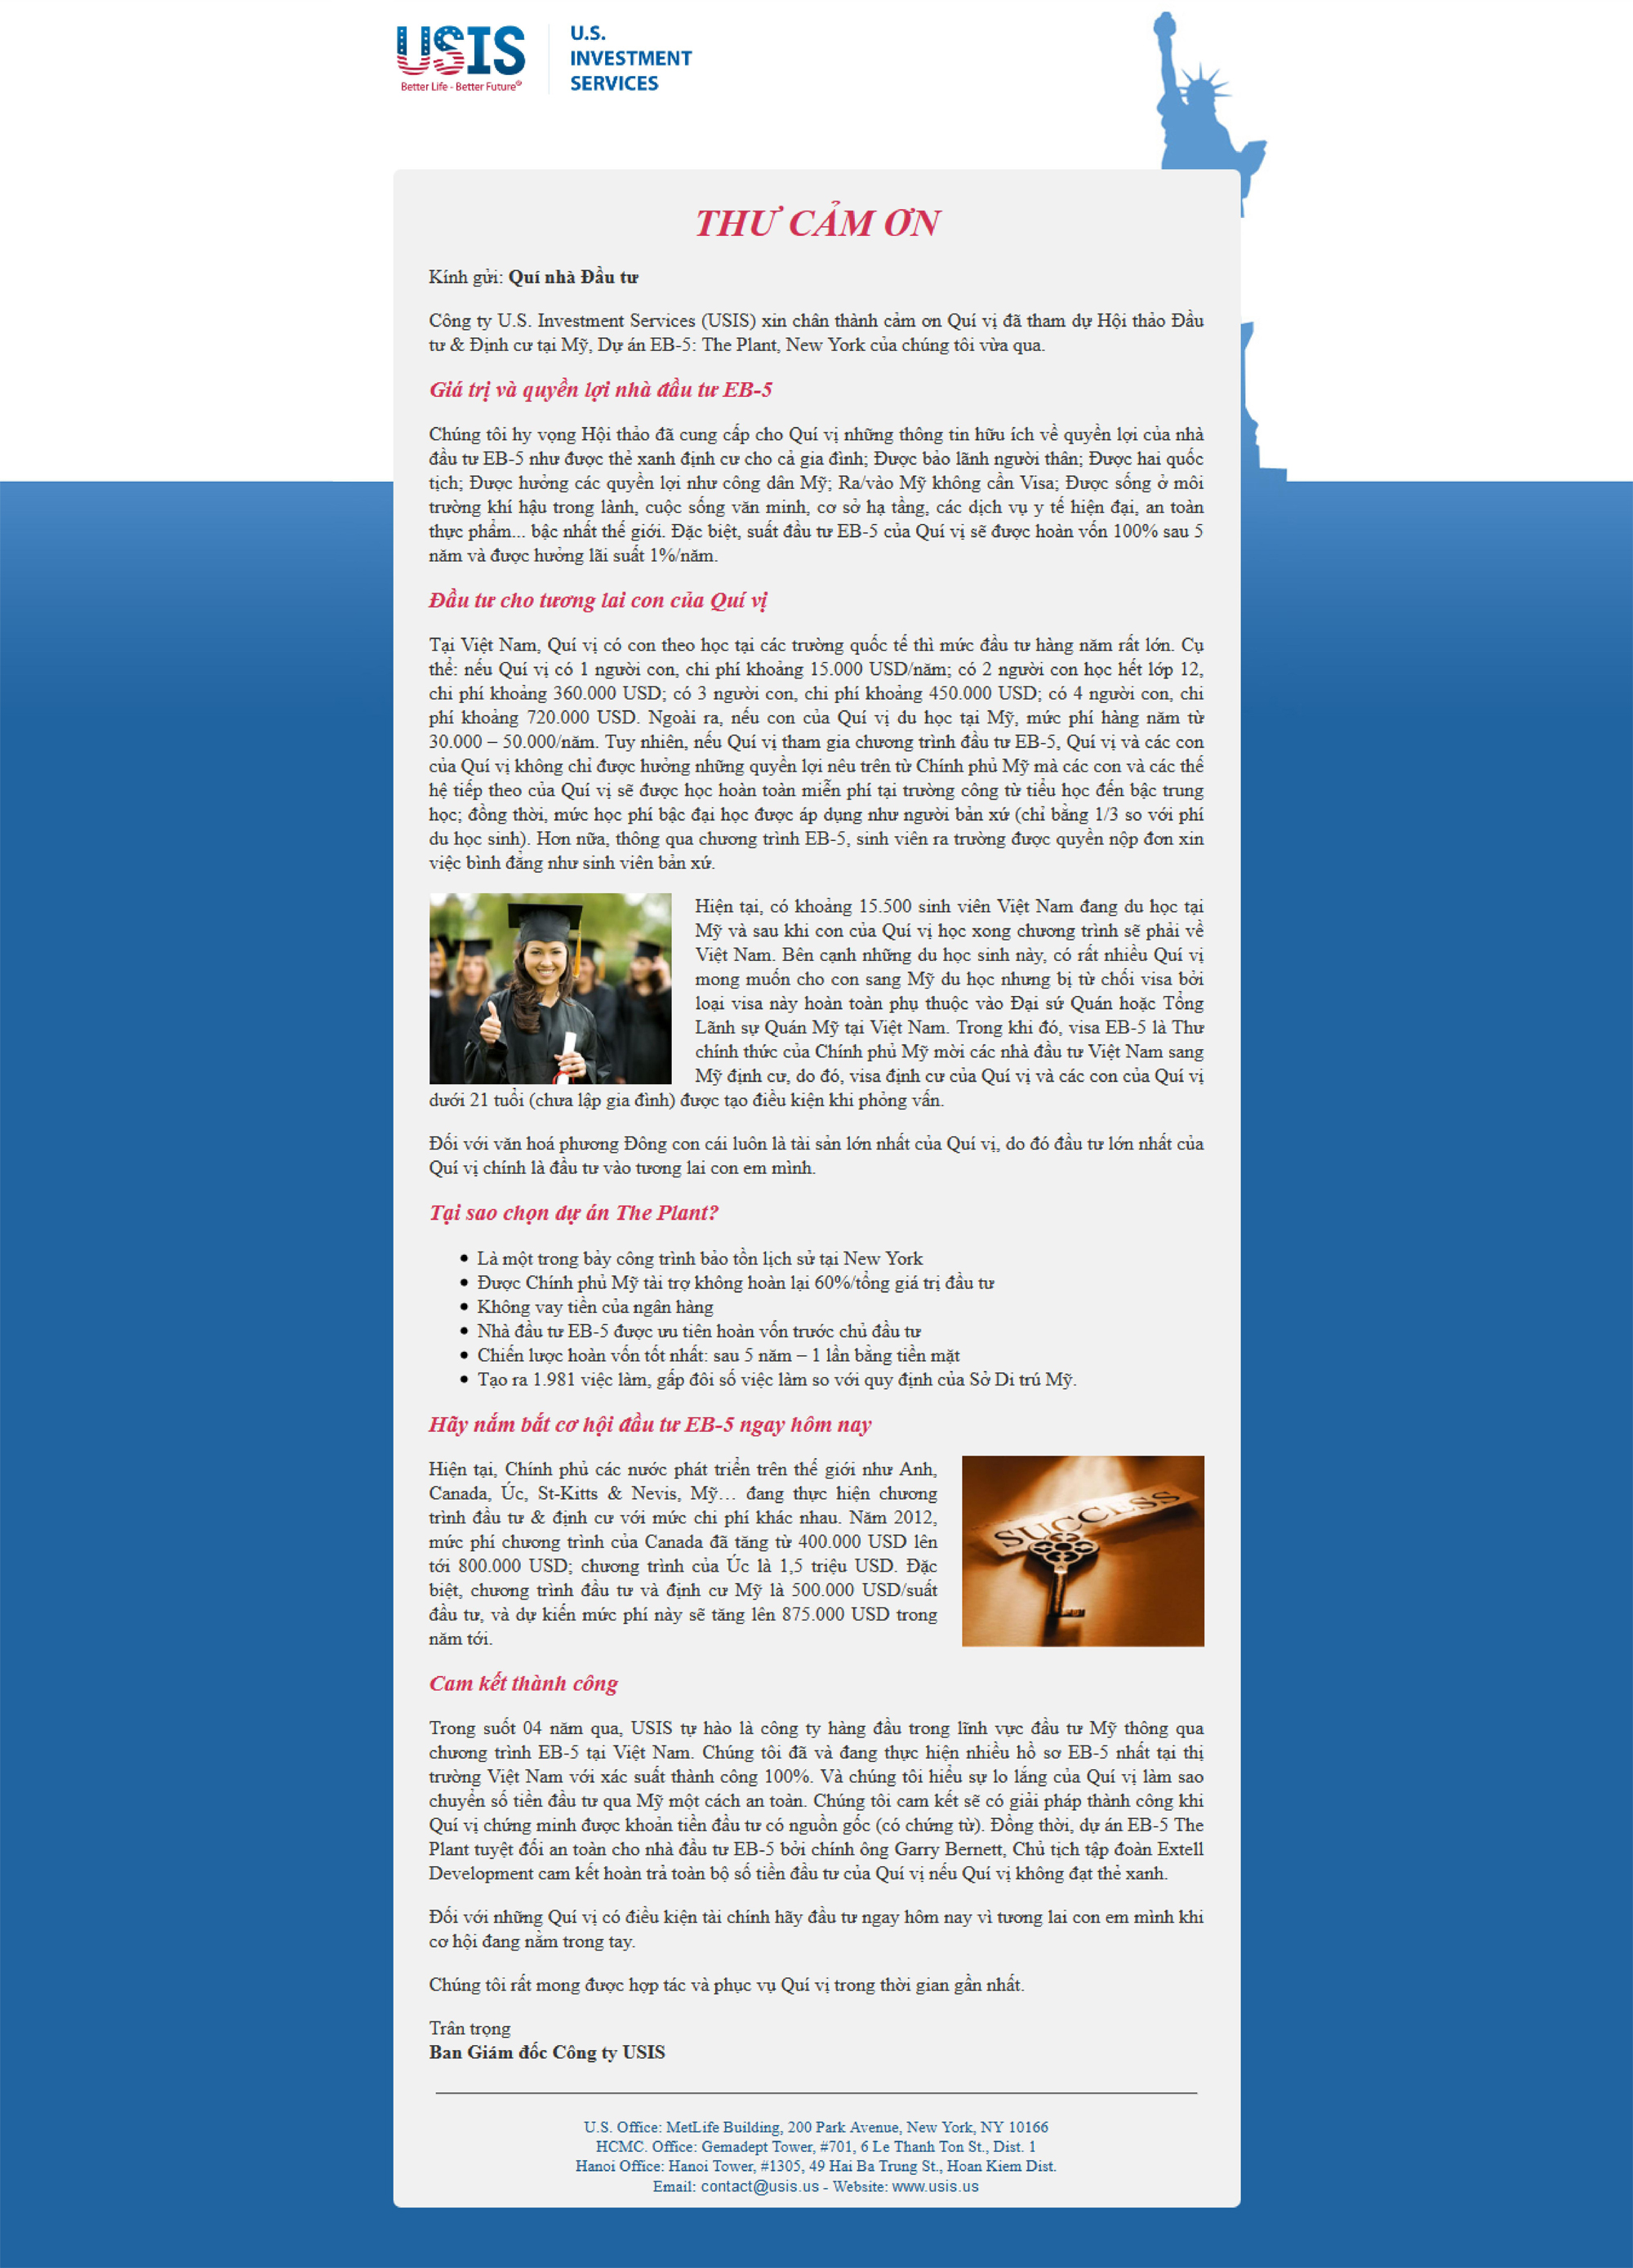 USIS
Better Life - Better Future
U.S.
INVESTMENT
SERVICES
THƯ CẢM ƠN
Kính gửi: Quí nhà Đầu tư
Công ty U.S. Investment Services (USIS) xin chân thành cảm ơn Quí vị đã tham dự Hội thảo Đầu
tư & Định cư tại Mỹ, Dự án EB-5: The Plant, New York của chúng tôi vừa qua.
Giá trị và quyền lợi nhà đầu tư EB-5
Chúng tôi hy vọng Hội thảo đã cung cấp cho Quí vị những thông tin hữu ích về quyền lợi của nhà
đầu tư EB-5 như được thẻ xanh định cư cho cả gia đình; Được bảo lãnh người thân; Được hai quốc
tịch; Được hưởng các quyền lợi như công dân Mỹ; Ra/vào Mỹ không cần Visa; Được sống ở môi
trường khí hậu trong lành, cuộc sống văn minh, cơ sở hạ tầng, các dịch vụ y tế hiện đại, an toàn
thực phẩm... bậc nhất thế giới. Đặc biệt, suất đầu tư EB-5 của Quí vị sẽ được hoàn vốn 100% sau 5
năm và được hưởng lãi suất 1%/năm.
Đầu tư cho tương lai con của Quí vị
Tại Việt Nam, Quí vị có con theo học tại các trường quốc tế thì mức đầu tư hàng năm rất lớn. Cụ
thể: nếu Quí vị có 1 người con, chi phí khoảng 15.000 USD/năm; có 2 người con học hết lớp 12,
chi phí khoảng 360.000 USD; có 3 người con, chi phí khoảng 450.000 USD; có 4 người con, chi
phí khoảng 720.000 USD. Ngoài ra, nếu con của Quí vị du học tại Mỹ, mức phí hàng năm từ
30.000 – 50.000/năm. Tuy nhiên, nếu Quí vị tham gia chương trình đầu tư EB-5, Quí vị và các con
của Quí vị không chỉ được hưởng những quyền lợi nêu trên từ Chính phủ Mỹ mà các con và các thế
hệ tiếp theo của Quí vị sẽ được học hoàn toàn miễn phí tại trường công từ tiểu học đến bậc trung
học; đồng thời, mức học phí bậc đại học được áp dụng như người bản xứ (chỉ bằng 1/3 so với phí
du học sinh). Hơn nữa, thông qua chương trình EB-5, sinh viên ra trường được quyền nộp đơn xin
việc bình đẳng như sinh viên bản xứ.
Hiện tại, có khoảng 15.500 sinh viên Việt Nam đang du học tại
Mỹ và sau khi con của Quí vị học xong chương trình sẽ phải về
Việt Nam. Bên cạnh những du học sinh này, có rất nhiều Quí vị
mong muốn cho con sang Mỹ du học nhưng bị từ chối visa bởi
loại visa này hoàn toàn phụ thuộc vào Đại sứ Quán hoặc Tổng
Lãnh sự Quán Mỹ tại Việt Nam. Trong khi đó, visa EB-5 là Thư
chính thức của Chính phủ Mỹ mời các nhà đầu tư Việt Nam sang
Mỹ định cư, do đó, visa định cư của Quí vị và các con của Quí vị
dưới 21 tuổi (chưa lập gia đình) được tạo điều kiện khi phỏng vấn.
Đối với văn hoá phương Đông con cái luôn là tài sản lớn nhất của Quí vị, do đó đầu tư lớn nhất của
Quí vị chính là đầu tư vào tương lai con em mình.
Tại sao chọn dự án The Plant?
• Là một trong bảy công trình bảo tồn lịch sử tại New York
• Được Chính phủ Mỹ tài trợ không hoàn lại 60%/tổng giá trị đầu tư
• Không vay tiền của ngân hàng
• Nhà đầu tư EB-5 được ưu tiên hoàn vốn trước chủ đầu tư
• Chiến lược hoàn vốn tốt nhất: sau 5 năm – 1 lần bằng tiền mặt
• Tạo ra 1.981 việc làm, gấp đôi số việc làm so với quy định của Sở Di trú Mỹ.
Hãy nắm bắt cơ hội đầu tư EB-5 ngay hôm nay
Hiện tại, Chính phủ các nước phát triển trên thế giới như Anh,
Canada, Úc, St-Kitts & Nevis, Mỹ… đang thực hiện chương
trình đầu tư & định cư với mức chi phí khác nhau. Năm 2012,
mức phí chương trình của Canada đã tăng từ 400.000 USD lên
tới 800.000 USD; chương trình của Úc là 1,5 triệu USD. Đặc
biệt, chương trình đầu tư và định cư Mỹ là 500.000 USD/suất
đầu tư, và dự kiến mức phí này sẽ tăng lên 875.000 USD trong
năm tới.
SUCCESS
Cam kết thành công
Trong suốt 04 năm qua, USIS tự hào là công ty hàng đầu trong lĩnh vực đầu tư Mỹ thông qua
chương trình EB-5 tại Việt Nam. Chúng tôi đã và đang thực hiện nhiều hồ sơ EB-5 nhất tại thị
trường Việt Nam với xác suất thành công 100%. Và chúng tôi hiểu sự lo lắng của Quí vị làm sao
chuyển số tiền đầu tư qua Mỹ một cách an toàn. Chúng tôi cam kết sẽ có giải pháp thành công khi
Quí vị chứng minh được khoản tiền đầu tư có nguồn gốc (có chứng từ). Đồng thời, dự án EB-5 The
Plant tuyệt đối an toàn cho nhà đầu tư EB-5 bởi chính ông Garry Bernett, Chủ tịch tập đoàn Extell
Development cam kết hoàn trả toàn bộ số tiền đầu tư của Quí vị nếu Quí vị không đạt thẻ xanh.
Đối với những Quí vị có điều kiện tài chính hãy đầu tư ngay hôm nay vì tương lai con em mình khi
cơ hội đang nằm trong tay.
Chúng tôi rất mong được hợp tác và phục vụ Quí vị trong thời gian gần nhất.
Trân trọng
Ban Giám đốc Công ty USIS
U.S. Office: MetLife Building, 200 Park Avenue, New York, NY 10166
HCMC. Office: Gemadept Tower, #701, 6 Le Thanh Ton St., Dist. 1
Hanoi Office: Hanoi Tower, #1305, 49 Hai Ba Trung St., Hoan Kiem Dist.
Email: contact@usis.us - Website: www.usis.us